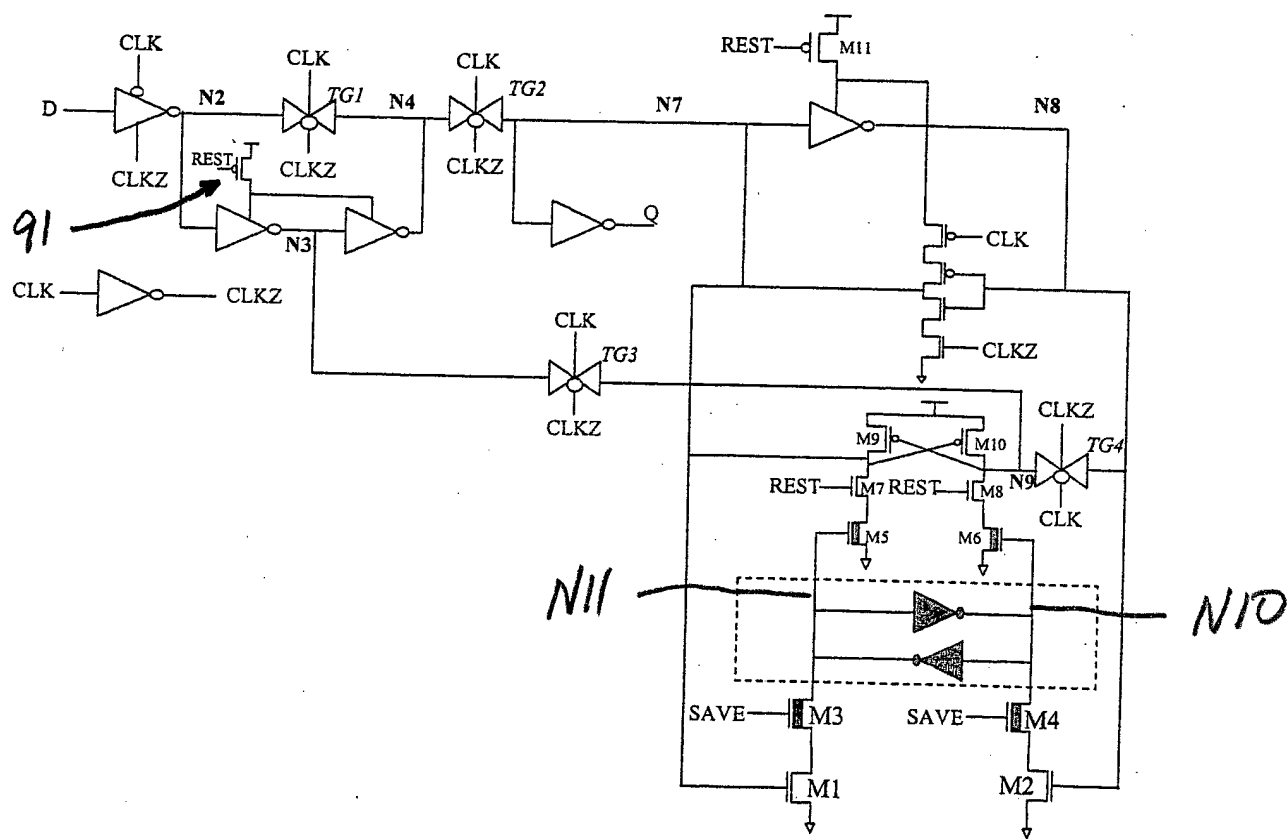 REST
M11
CLK
CLK
CLK
D
N2
TG1
N4
TG2
N7
N8
CLKZ
REST
CLKZ
CLKZ
91
N3
Q
CLK
CLK
CLKZ
CLK
TG3
CLKZ
CLKZ
CLKZ
M9
M10
TG4
REST
M7
REST
M8
N9
CLK
M5
M6
N11
N10
SAVE
M3
SAVE
M4
M1
M2